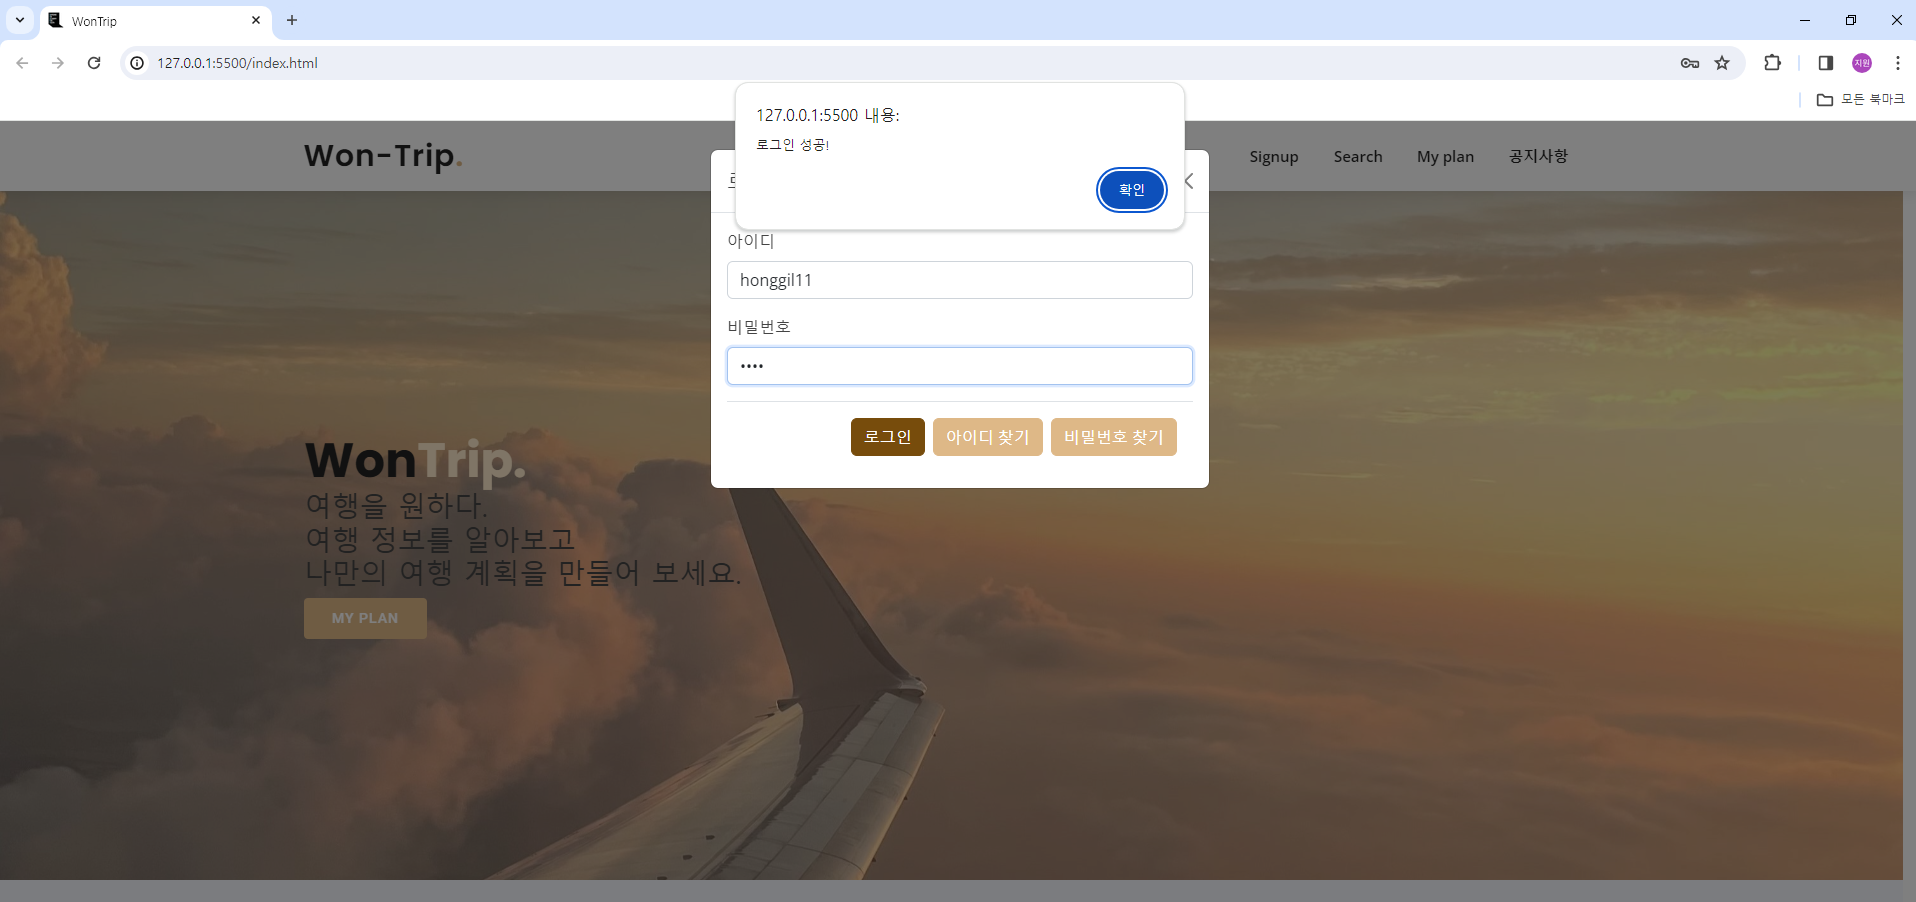 WonTrip
127.0.0.1:5500/index.html
지원
모든 북마크
127.0.0.1:5500 내용:
로그인 성공!
확인
Won-Trip.
Signup
Search
My plan
공지사항
아이디
honggil11
비밀번호
••••
로그인
아이디 찾기
비밀번호 찾기
WonTrip.
여행을 원하다.
여행 정보를 알아보고
나만의 여행 계획을 만들어 보세요.
MY PLAN